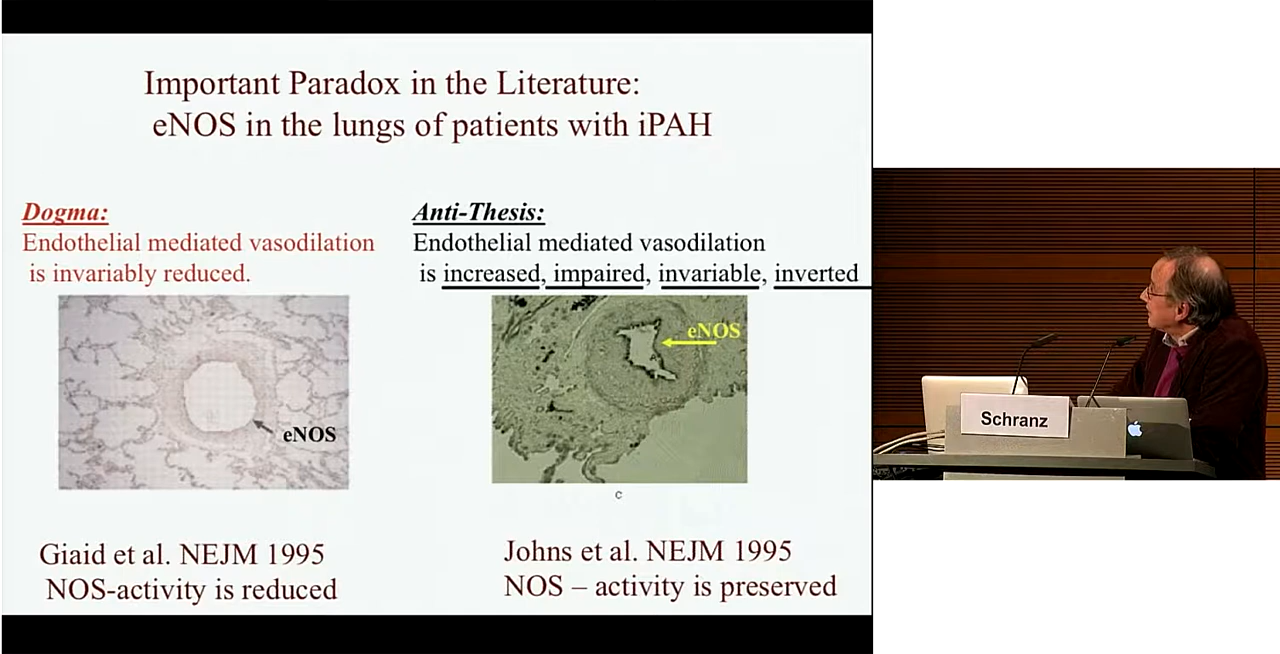 Important Paradox in the Literature:
eNOS in the lungs of patients with iPAH
Dogma:
Endothelial mediated vasodilation
is invariably reduced.
eNOS
Giaid et al. NEJM 1995
NOS-activity is reduced
Anti-Thesis:
Endothelial mediated vasodilation
is increased, impaired, invariable, inverted
eNOS
c
Johns et al. NEJM 1995
NOS – activity is preserved
Schranz